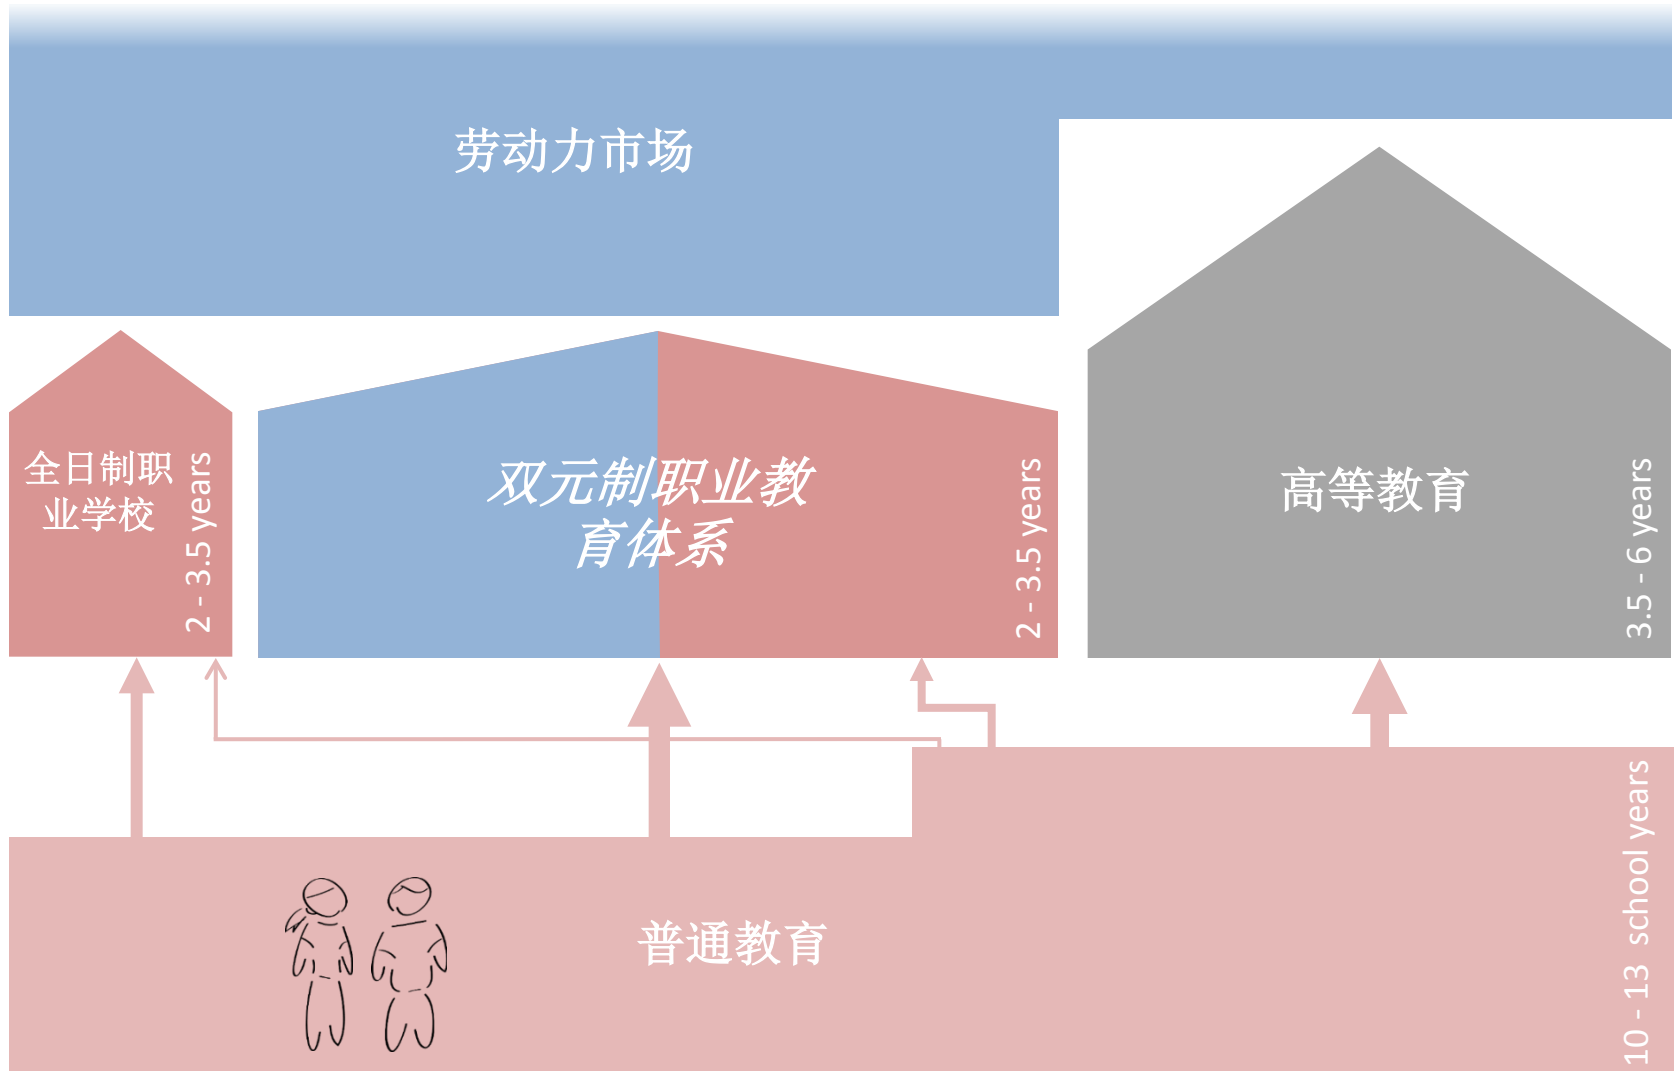 劳动力市场
全日制职
业学校
2 - 3.5 years
双元制职业教
育体系
2 - 3.5 years
高等教育
3.5 - 6 years
普通教育
10 - 13 school years